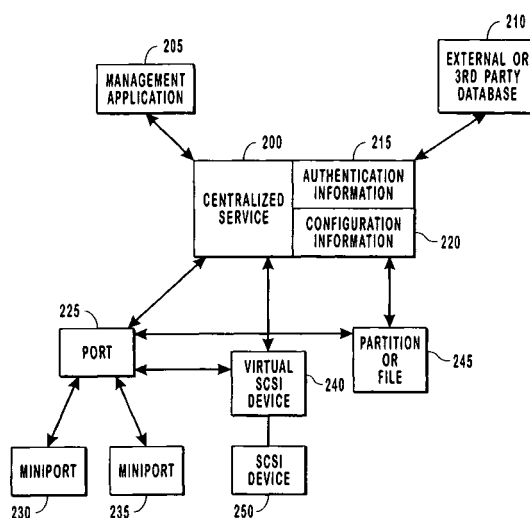 205
MANAGEMENT
APPLICATION
210
EXTERNAL OR
3RD PARTY
DATABASE
200
215
CENTRALIZED
SERVICE
AUTHENTICATION
INFORMATION
CONFIGURATION
INFORMATION
220
225
PORT
VIRTUAL
SCSI
DEVICE
240
PARTITION
OR
FILE
245
MINIPORT
230
MINIPORT
235
SCSI
DEVICE
250